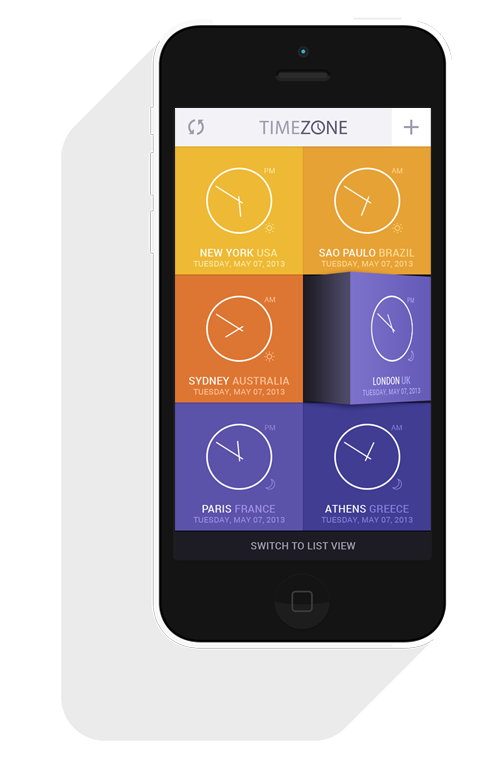 TIMEZONE
PM
NEW YORK USA
TUESDAY, MAY 07, 2013
AM
SAO PAULO BRAZIL
TUESDAY, MAY 07, 2013
AM
SYDNEY AUSTRALIA
TUESDAY, MAY 07, 2013
PM
LONDON UK
TUESDAY, MAY 07, 2013
PM
PARIS FRANCE
TUESDAY, MAY 07, 2013
AM
ATHENS GREECE
TUESDAY, MAY 07, 2013
SWITCH TO LIST VIEW